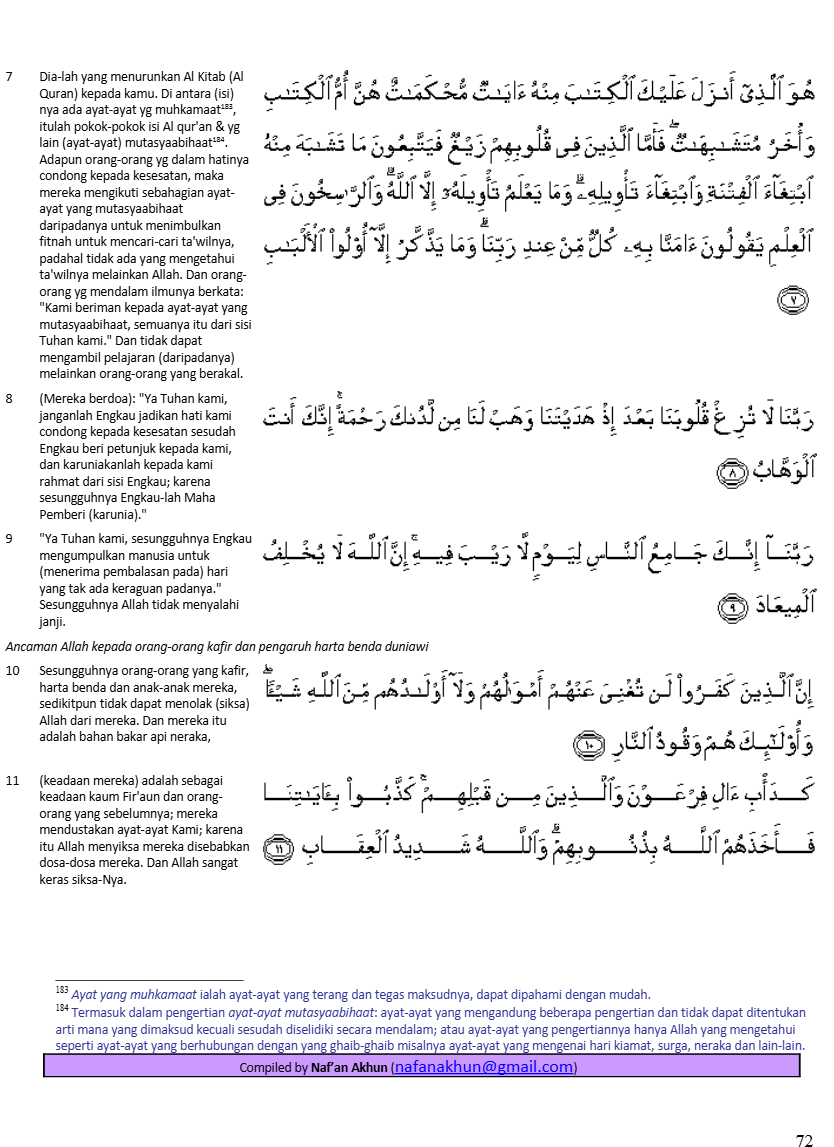 7 Dia-lah yang menurunkan Al Kitab (Al
Quran) kepada kamu. Di antara (isi)
nya ada ayat-ayat yg muhkamaat¹⁸³,
itulah pokok-pokok isi Al qur'an & yg
lain (ayat-ayat) mutasyaabihaat¹⁸⁴.
Adapun orang-orang yg dalam hatinya
condong kepada kesesatan, maka
mereka mengikuti sebahagian ayat-
ayat yang mutasyaabihaat
daripadanya untuk menimbulkan
fitnah untuk mencari-cari ta'wilnya,
padahal tidak ada yang mengetahui
ta'wilnya melainkan Allah. Dan orang-
orang yg mendalam ilmunya berkata:
"Kami beriman kepada ayat-ayat yang
mutasyaabihaat, semuanya itu dari sisi
Tuhan kami." Dan tidak dapat
mengambil pelajaran (daripadanya)
melainkan orang-orang yang berakal.
هُوَ ٱلَّذِىٓ أَنزَلَ عَلَيْكَ ٱلْكِتَـٰبَ مِنْهُ ءَايَـٰتٌ مُّحْكَمَـٰتٌ هُنَّ أُمُّ ٱلْكِتَـٰبِ
وَأُخَرُ مُتَشَـٰبِهَـٰتٌ ۖ فَأَمَّا ٱلَّذِينَ فِى قُلُوبِهِمْ زَيْغٌ فَيَتَّبِعُونَ مَا تَشَـٰبَهَ مِنْهُ
ٱبْتِغَآءَ ٱلْفِتْنَةِ وَٱبْتِغَآءَ تَأْوِيلِهِۦ ۗ وَمَا يَعْلَمُ تَأْوِيلَهُۥٓ إِلَّا ٱللَّهُ ۗ وَٱلرَّٰسِخُونَ فِى
ٱلْعِلْمِ يَقُولُونَ ءَامَنَّا بِهِۦ كُلٌّ مِّنْ عِندِ رَبِّنَا ۗ وَمَا يَذَّكَّرُ إِلَّآ أُو۟لُوا۟ ٱلْأَلْبَـٰبِ
٧
8 (Mereka berdoa): "Ya Tuhan kami,
janganlah Engkau jadikan hati kami
condong kepada kesesatan sesudah
Engkau beri petunjuk kepada kami,
dan karuniakanlah kepada kami
rahmat dari sisi Engkau; karena
sesungguhnya Engkau-lah Maha
Pemberi (karunia)."
رَبَّنَا لَا تُزِغْ قُلُوبَنَا بَعْدَ إِذْ هَدَيْتَنَا وَهَبْ لَنَا مِن لَّدُنكَ رَحْمَةً ۚ إِنَّكَ أَنتَ
ٱلْوَهَّابُ ٨
9 "Ya Tuhan kami, sesungguhnya Engkau
mengumpulkan manusia untuk
(menerima pembalasan pada) hari
yang tak ada keraguan padanya."
Sesungguhnya Allah tidak menyalahi
janji.
رَبَّنَآ إِنَّكَ جَامِعُ ٱلنَّاسِ لِيَوْمٍ لَّا رَيْبَ فِيهِ ۚ إِنَّ ٱللَّهَ لَا يُخْلِفُ
ٱلْمِيعَادَ ٩
Ancaman Allah kepada orang-orang kafir dan pengaruh harta benda duniawi
10 Sesungguhnya orang-orang yang kafir,
harta benda dan anak-anak mereka,
sedikitpun tidak dapat menolak (siksa)
Allah dari mereka. Dan mereka itu
adalah bahan bakar api neraka,
إِنَّ ٱلَّذِينَ كَفَرُوا۟ لَن تُغْنِىَ عَنْهُمْ أَمْوَٰلُهُمْ وَلَآ أَوْلَـٰدُهُم مِّنَ ٱللَّهِ شَيْـًٔا ۖ
وَأُو۟لَـٰٓئِكَ هُمْ وَقُودُ ٱلنَّارِ ١٠
11 (keadaan mereka) adalah sebagai
keadaan kaum Fir'aun dan orang-
orang yang sebelumnya; mereka
mendustakan ayat-ayat Kami; karena
itu Allah menyiksa mereka disebabkan
dosa-dosa mereka. Dan Allah sangat
keras siksa-Nya.
كَدَأْبِ ءَالِ فِرْعَوْنَ وَٱلَّذِينَ مِن قَبْلِهِمْ ۚ كَذَّبُوا۟ بِـَٔايَـٰتِنَا
فَأَخَذَهُمُ ٱللَّهُ بِذُنُوبِهِمْ ۗ وَٱللَّهُ شَدِيدُ ٱلْعِقَابِ ١١
183 Ayat yang muhkamaat ialah ayat-ayat yang terang dan tegas maksudnya, dapat dipahami dengan mudah.
184 Termasuk dalam pengertian ayat-ayat mutasyaabihaat: ayat-ayat yang mengandung beberapa pengertian dan tidak dapat ditentukan
arti mana yang dimaksud kecuali sesudah diselidiki secara mendalam; atau ayat-ayat yang pengertiannya hanya Allah yang mengetahui
seperti ayat-ayat yang berhubungan dengan yang ghaib-ghaib misalnya ayat-ayat yang mengenai hari kiamat, surga, neraka dan lain-lain.
Compiled by Naf’an Akhun (nafanakhun@gmail.com)
72